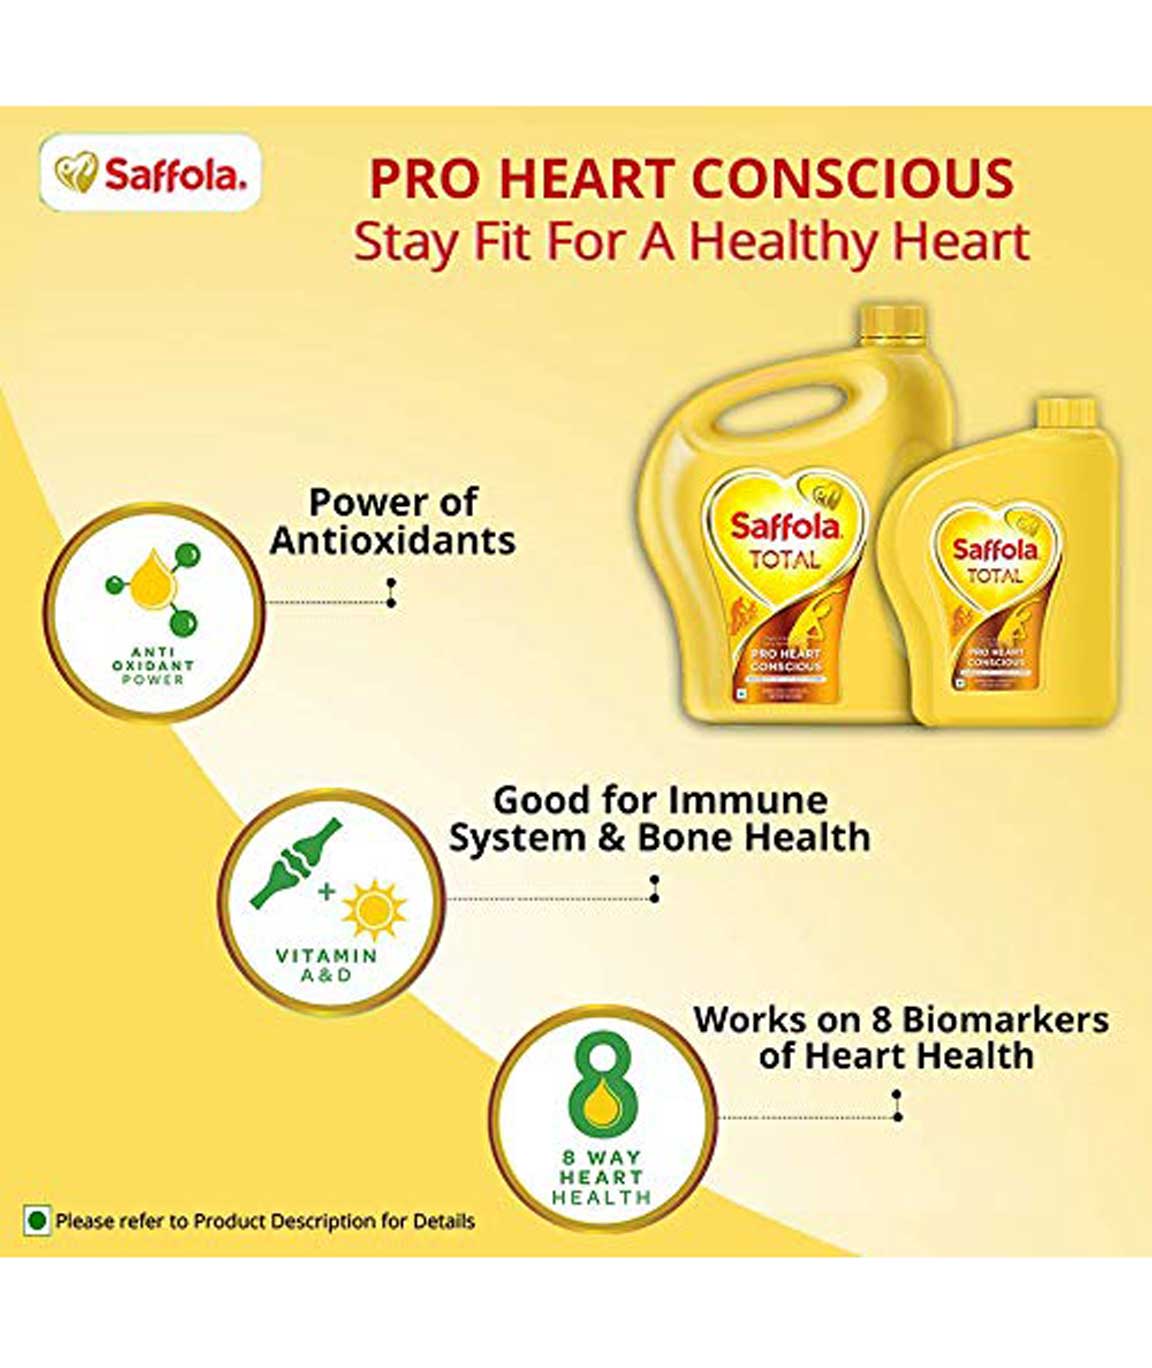 Saffola.
PRO HEART CONSCIOUS
Stay Fit For A Healthy Heart
Saffola.
TOTAL
PRO HEART
CONSCIOUS
Saffola
TOTAL
PRO HEART
CONSCIOUS
Power of
Antioxidants
ANTI
OXIDANT
POWER
Good for Immune
System & Bone Health
+
VITAMIN
A&D
Works on 8 Biomarkers
of Heart Health
8
8 WAY
HEART
HEALTH
Please refer to Product Description for Details